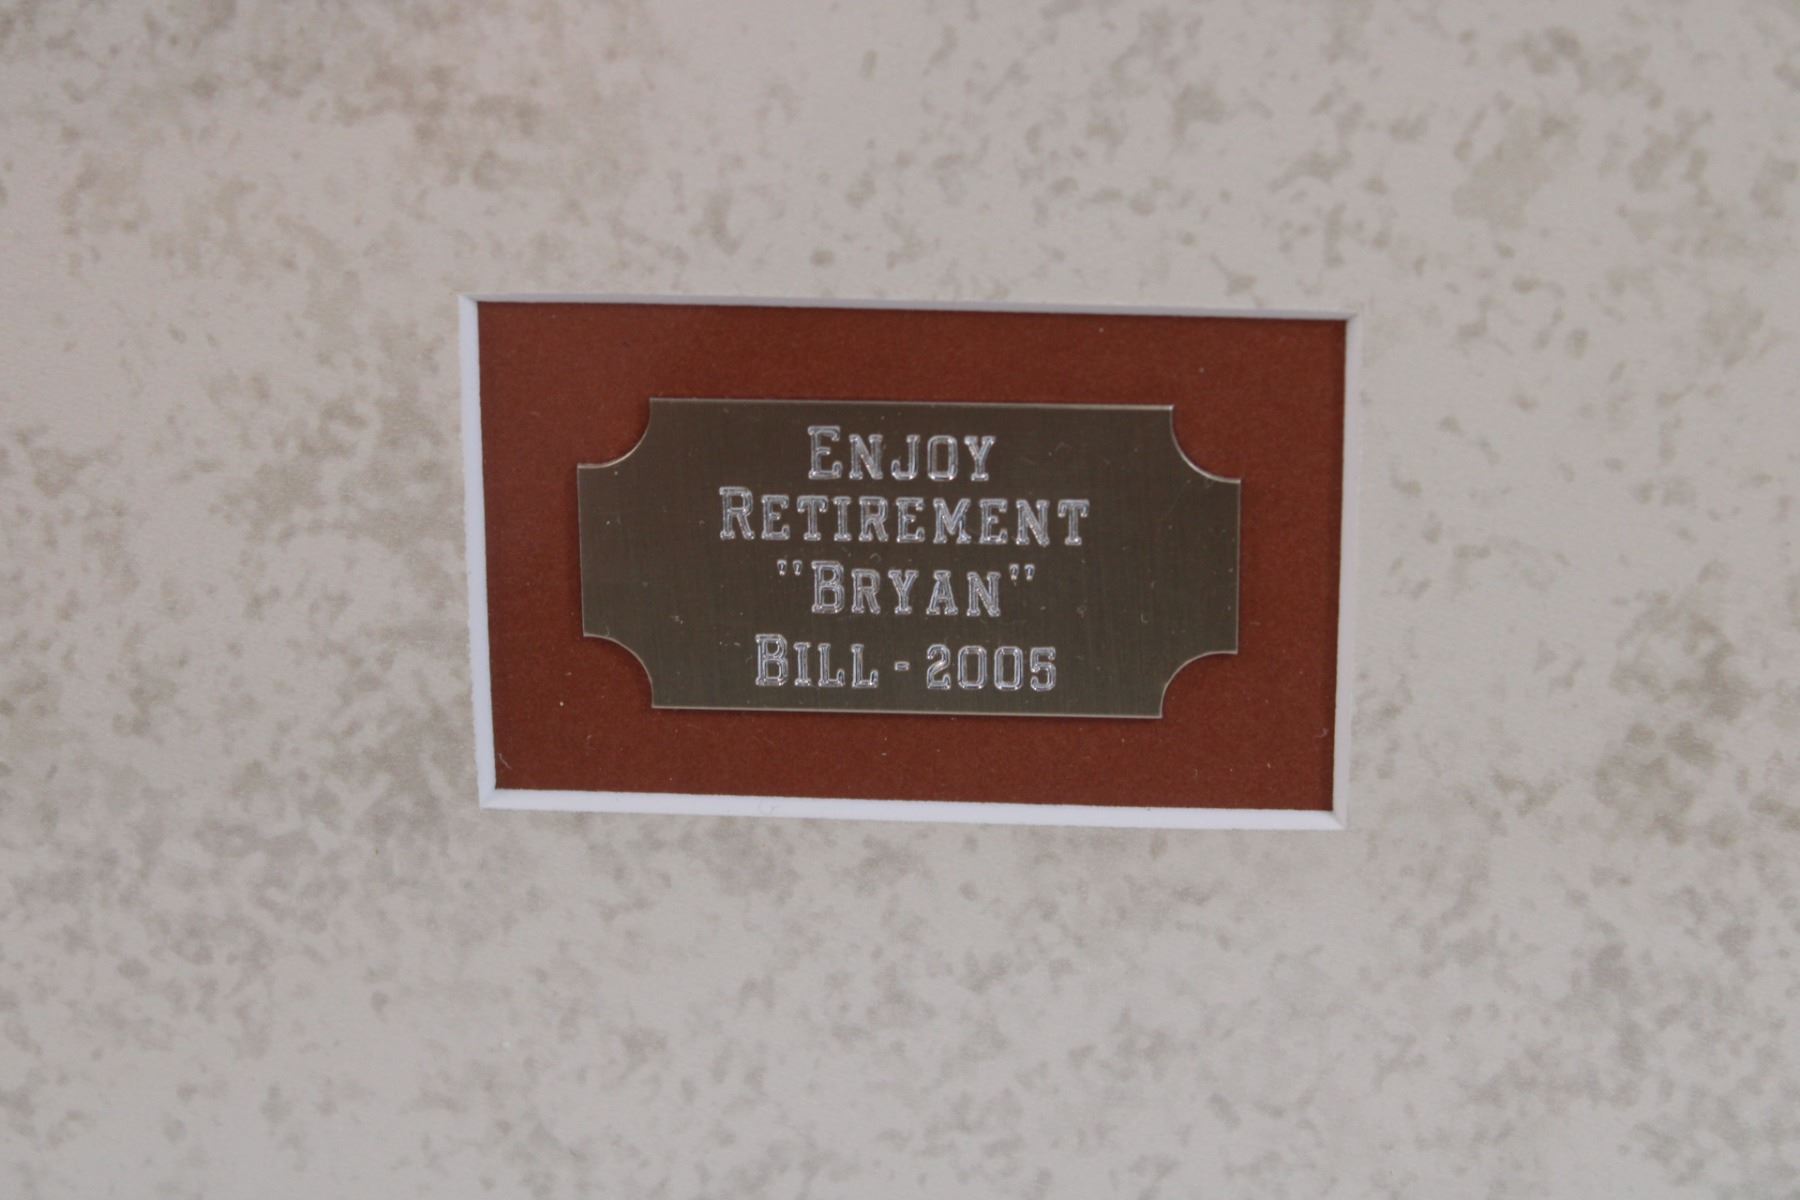 Enjoy
Retirement
"Bryan"
Bill - 2005